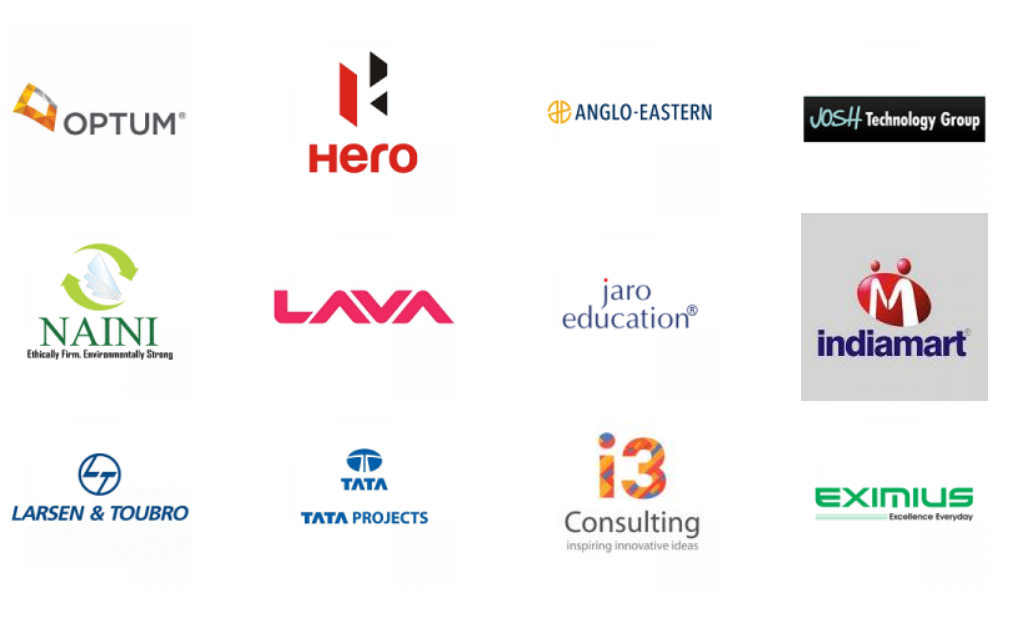 OPTUM®
Hero
ANGLO-EASTERN
JOSH Technology Group
NAINI
Ethically Firm. Environmentally Strong
LAVA
jaro
education®
M
indiamart®
LT
LARSEN & TOUBRO
TATA
TATA PROJECTS
i3
Consulting
inspiring innovative ideas
EXIMIUS
Excellence Everyday